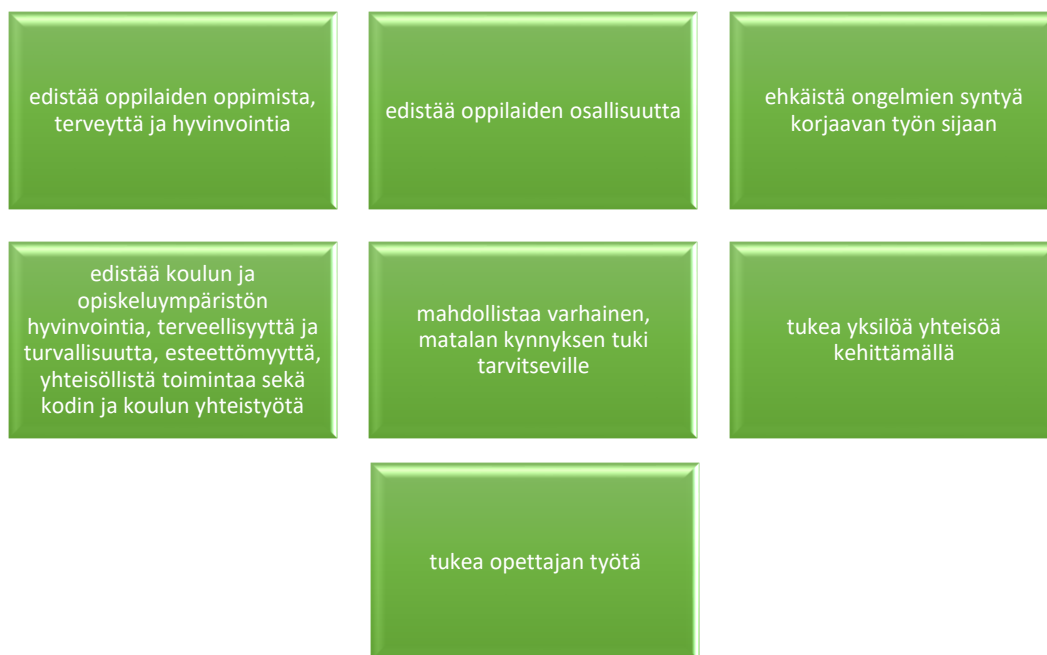 edistää oppilaiden oppimista,
terveyttä ja hyvinvointia
edistää oppilaiden osallisuutta
ehkäistä ongelmien syntyä
korjaavan työn sijaan
edistää koulun ja
opiskeluympäristön
hyvinvointia, terveellisyyttä ja
turvallisuutta, esteettömyyttä,
yhteisöllistä toimintaa sekä
kodin ja koulun yhteistyötä
mahdollistaa varhainen,
matalan kynnyksen tuki
tarvitseville
tukea yksilöä yhteisöä
kehittämällä
tukea opettajan työtä